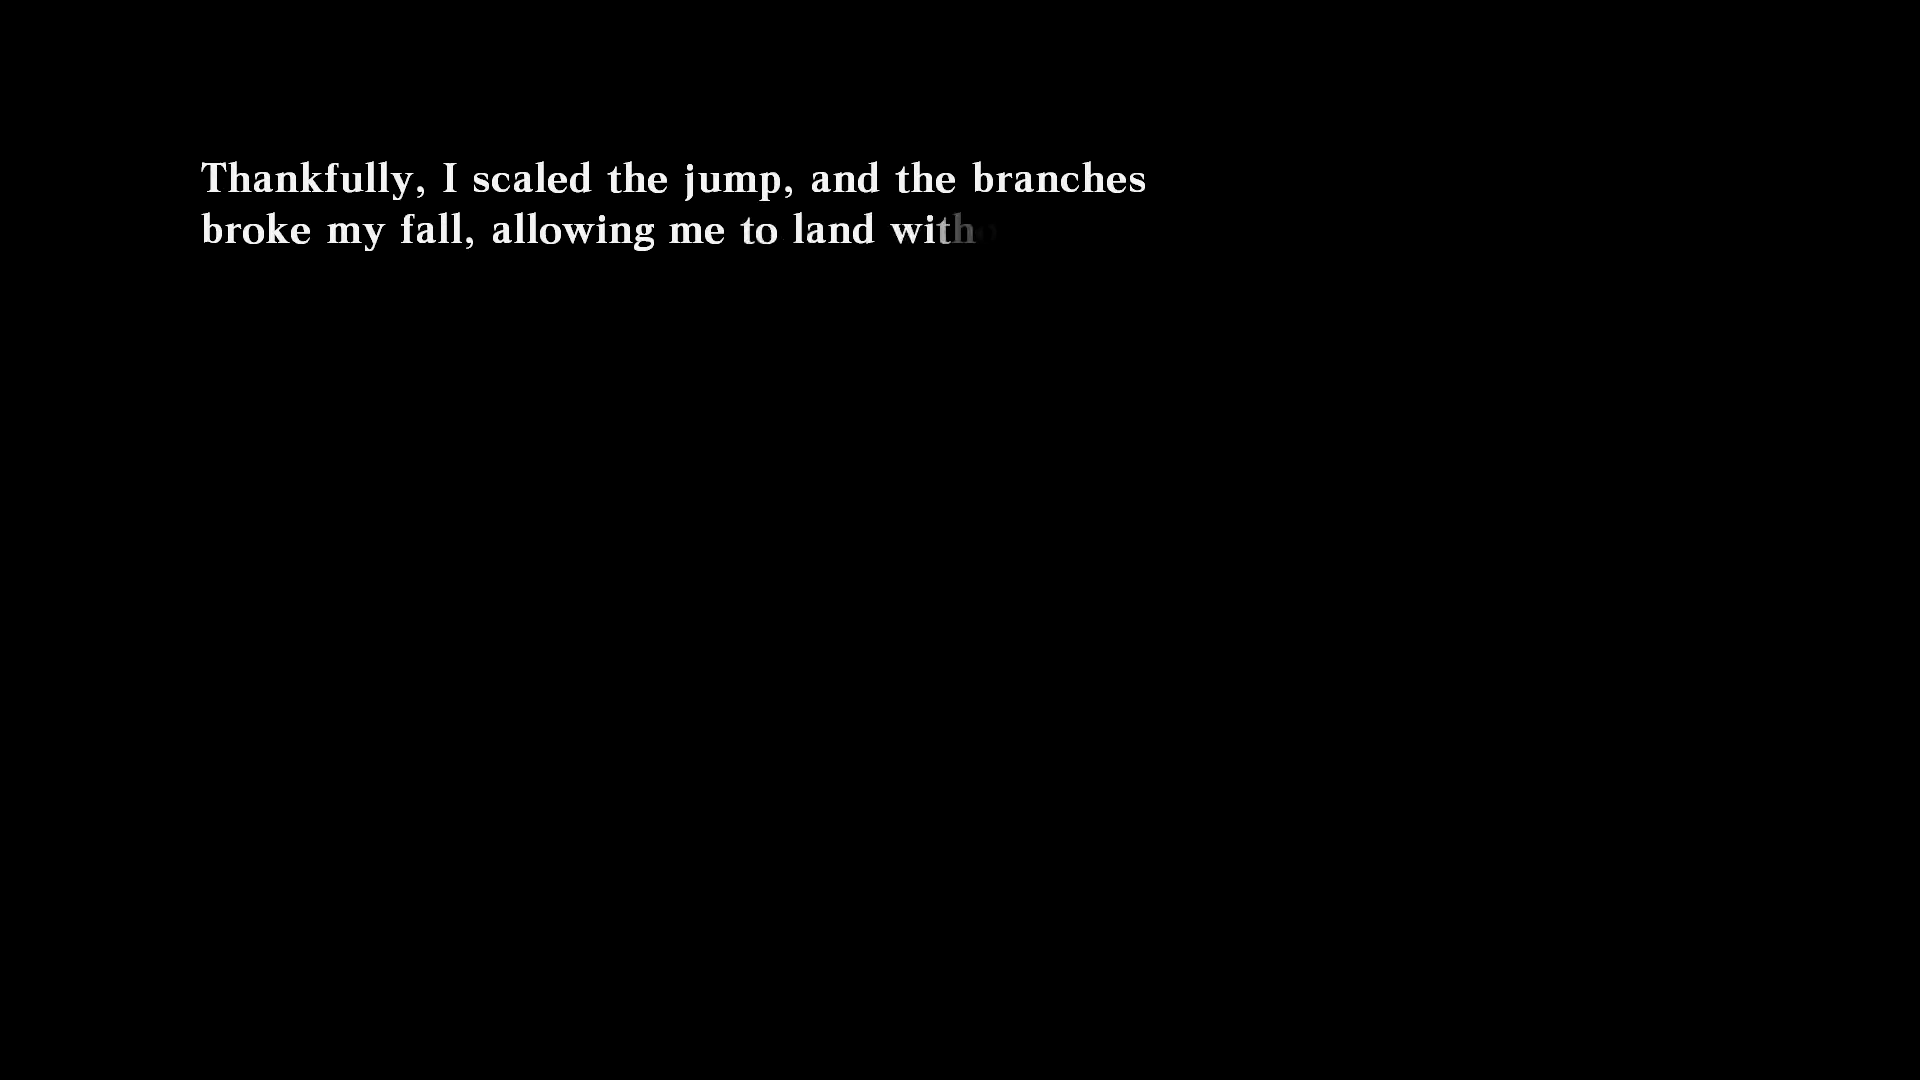 Thankfully, I scaled the jump, and the branches
broke my fall, allowing me to land with